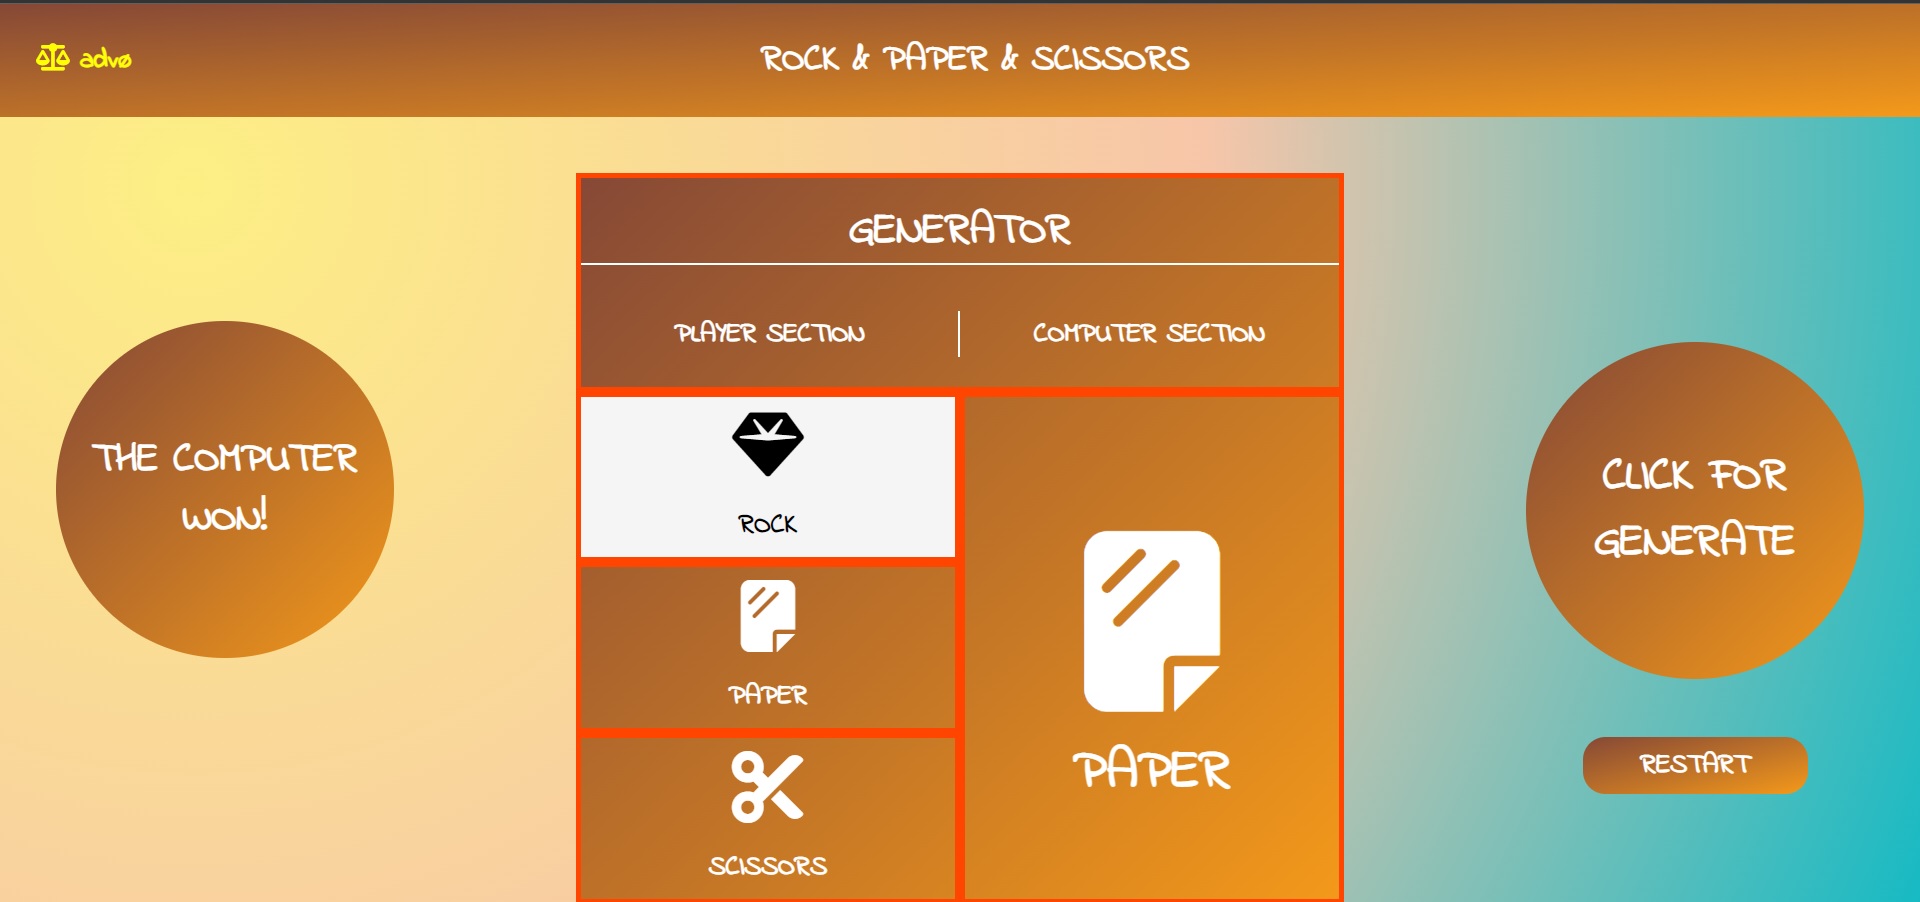 advø
ROCK & PAPER & SCISSORS
GENERATOR
PLAYER SECTION
COMPUTER SECTION
THE COMPUTER
WON!
ROCK
PAPER
SCISSORS
PAPER
CLICK FOR
GENERATE
RESTART